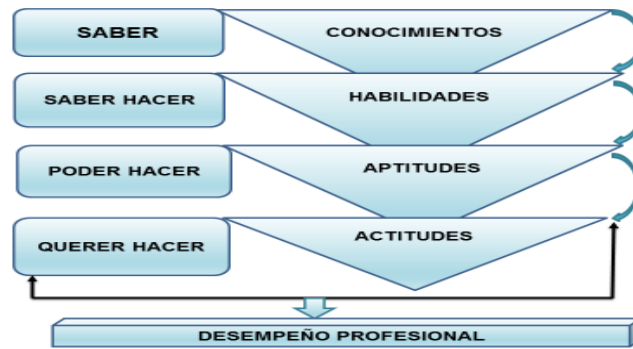 SABER
CONOCIMIENTOS
SABER HACER
HABILIDADES
PODER HACER
APTITUDES
QUERER HACER
ACTITUDES
DESEMPEÑO PROFESIONAL